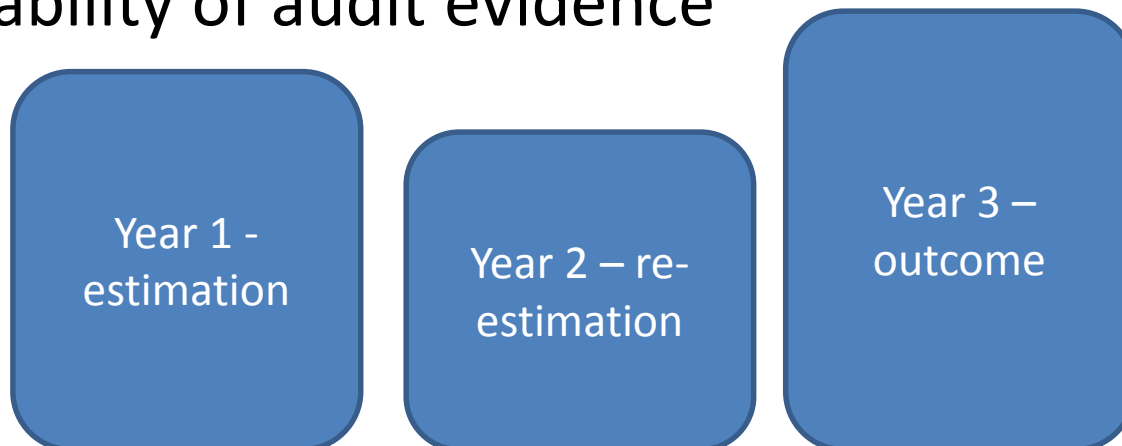 ability of audit evidence
Year 1 -
estimation
Year 2 – re-
estimation
Year 3 –
outcome